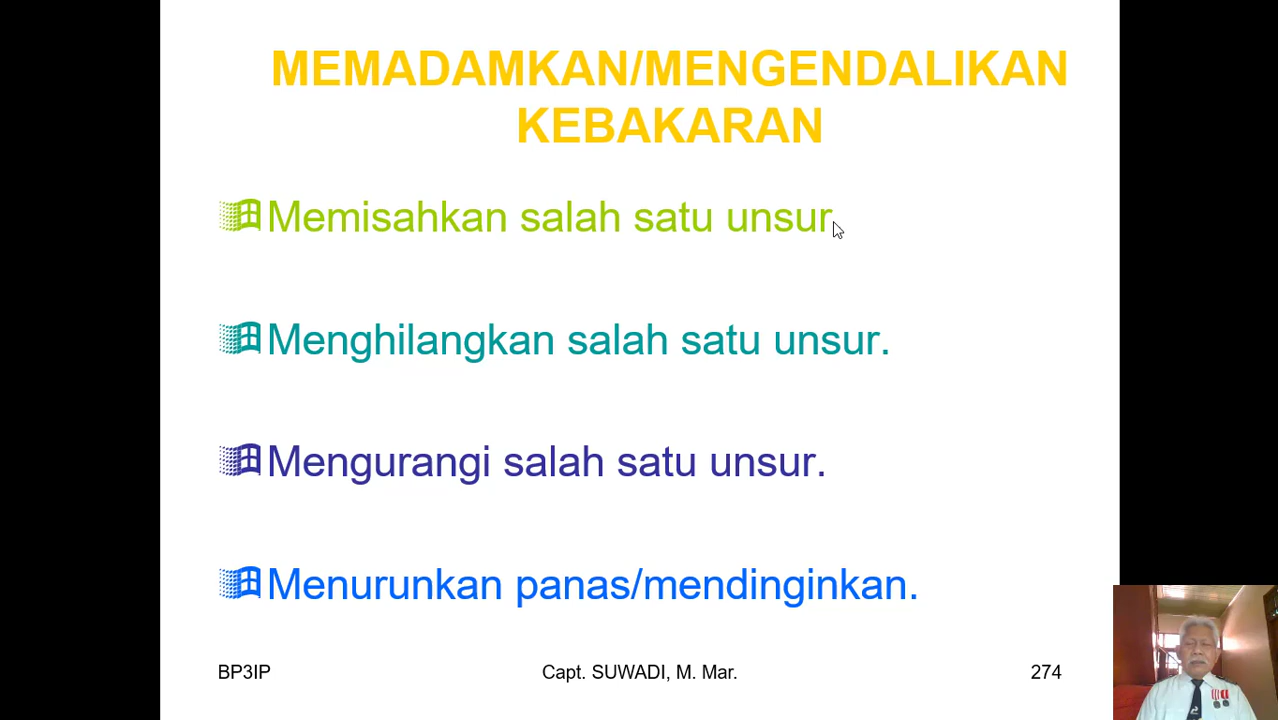 MEMADAMKAN/MENGENDALIKAN
KEBAKARAN
Memisahkan salah satu unsur.
Menghilangkan salah satu unsur.
Mengurangi salah satu unsur.
Menurunkan panas/mendinginkan.
BP3IP
Capt. SUWADI, M. Mar.
274